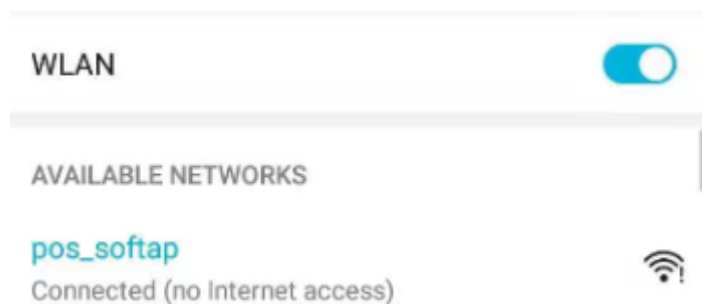 WLAN
AVAILABLE NETWORKS
pos_softap
Connected (no Internet access)